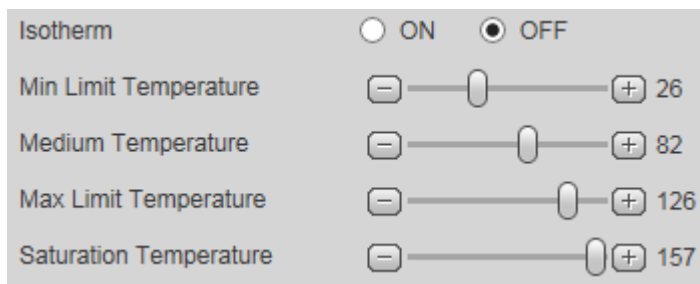 Isotherm ON OFF
Min Limit Temperature 26
Medium Temperature 82
Max Limit Temperature 126
Saturation Temperature 157